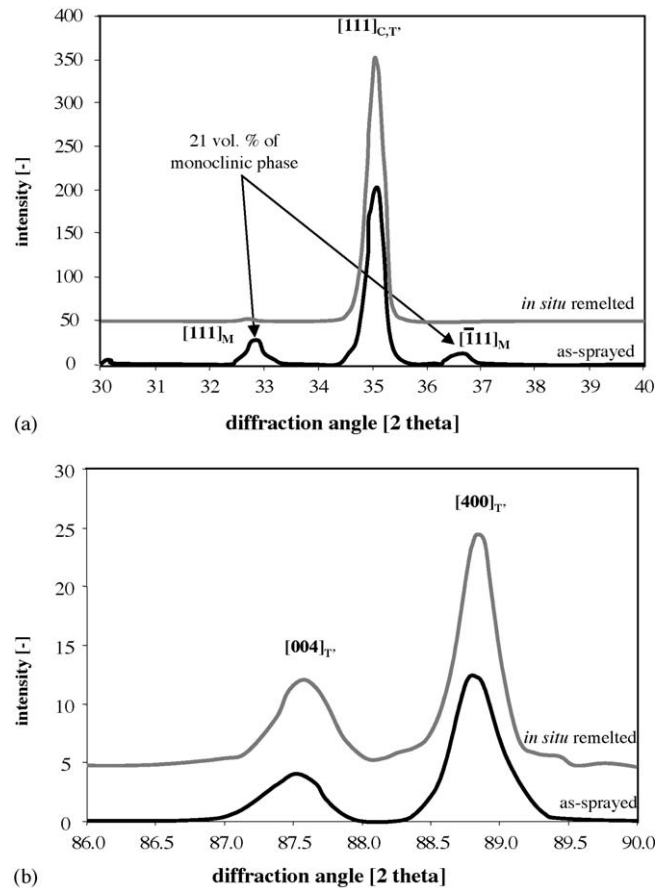 400
350
300
250
200
150
100
50
0
intensity [-]
[111]C,T'
21 vol. % of
monoclinic phase
in situ remelted
[111]M
[1̅11]M
as-sprayed
30 31 32 33 34 35 36 37 38 39 40
(a)
diffraction angle [2 theta]
30
25
20
15
10
5
0
intensity [-]
[400]T'
[004]T'
in situ remelted
as-sprayed
86.0 86.5 87.0 87.5 88.0 88.5 89.0 89.5 90.0
(b)
diffraction angle [2 theta]